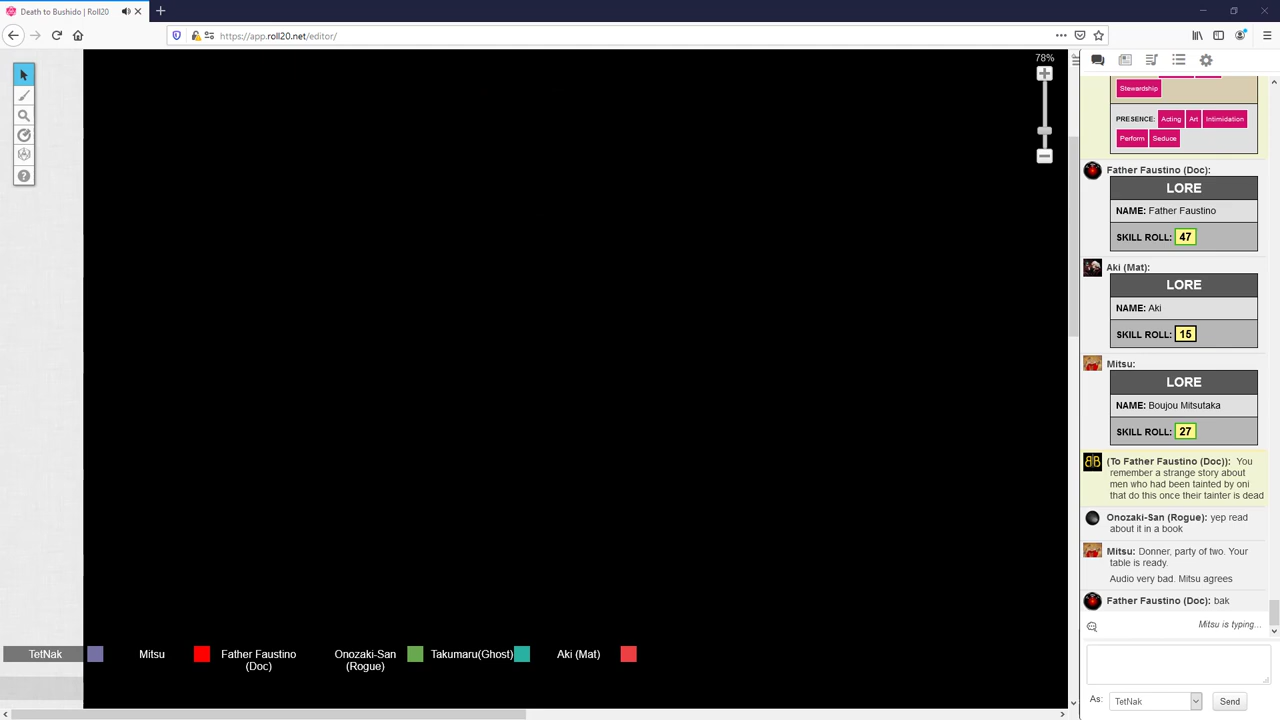 Death to Bushido | Roll20
https://app.roll20.net/editor/
78%
Stewardship
PRESENCE: Acting Art Intimidation
Perform Seduce
Father Faustino (Doc):
LORE
NAME: Father Faustino
SKILL ROLL: 47
Aki (Mat):
LORE
NAME: Aki
SKILL ROLL: 15
Mitsu:
LORE
NAME: Boujou Mitsutaka
SKILL ROLL: 27
(To Father Faustino (Doc)): You
remember a strange story about
men who had been tainted by oni
that do this once their tainter is dead
Onozaki-San (Rogue): yep read
about it in a book
Mitsu: Donner, party of two. Your
table is ready.
Audio very bad. Mitsu agrees
Father Faustino (Doc): bak
Mitsu is typing...
As: TetNak Send
TetNak
Mitsu
Father Faustino
(Doc)
Onozaki-San
(Rogue)
Takumaru(Ghost)
Aki (Mat)